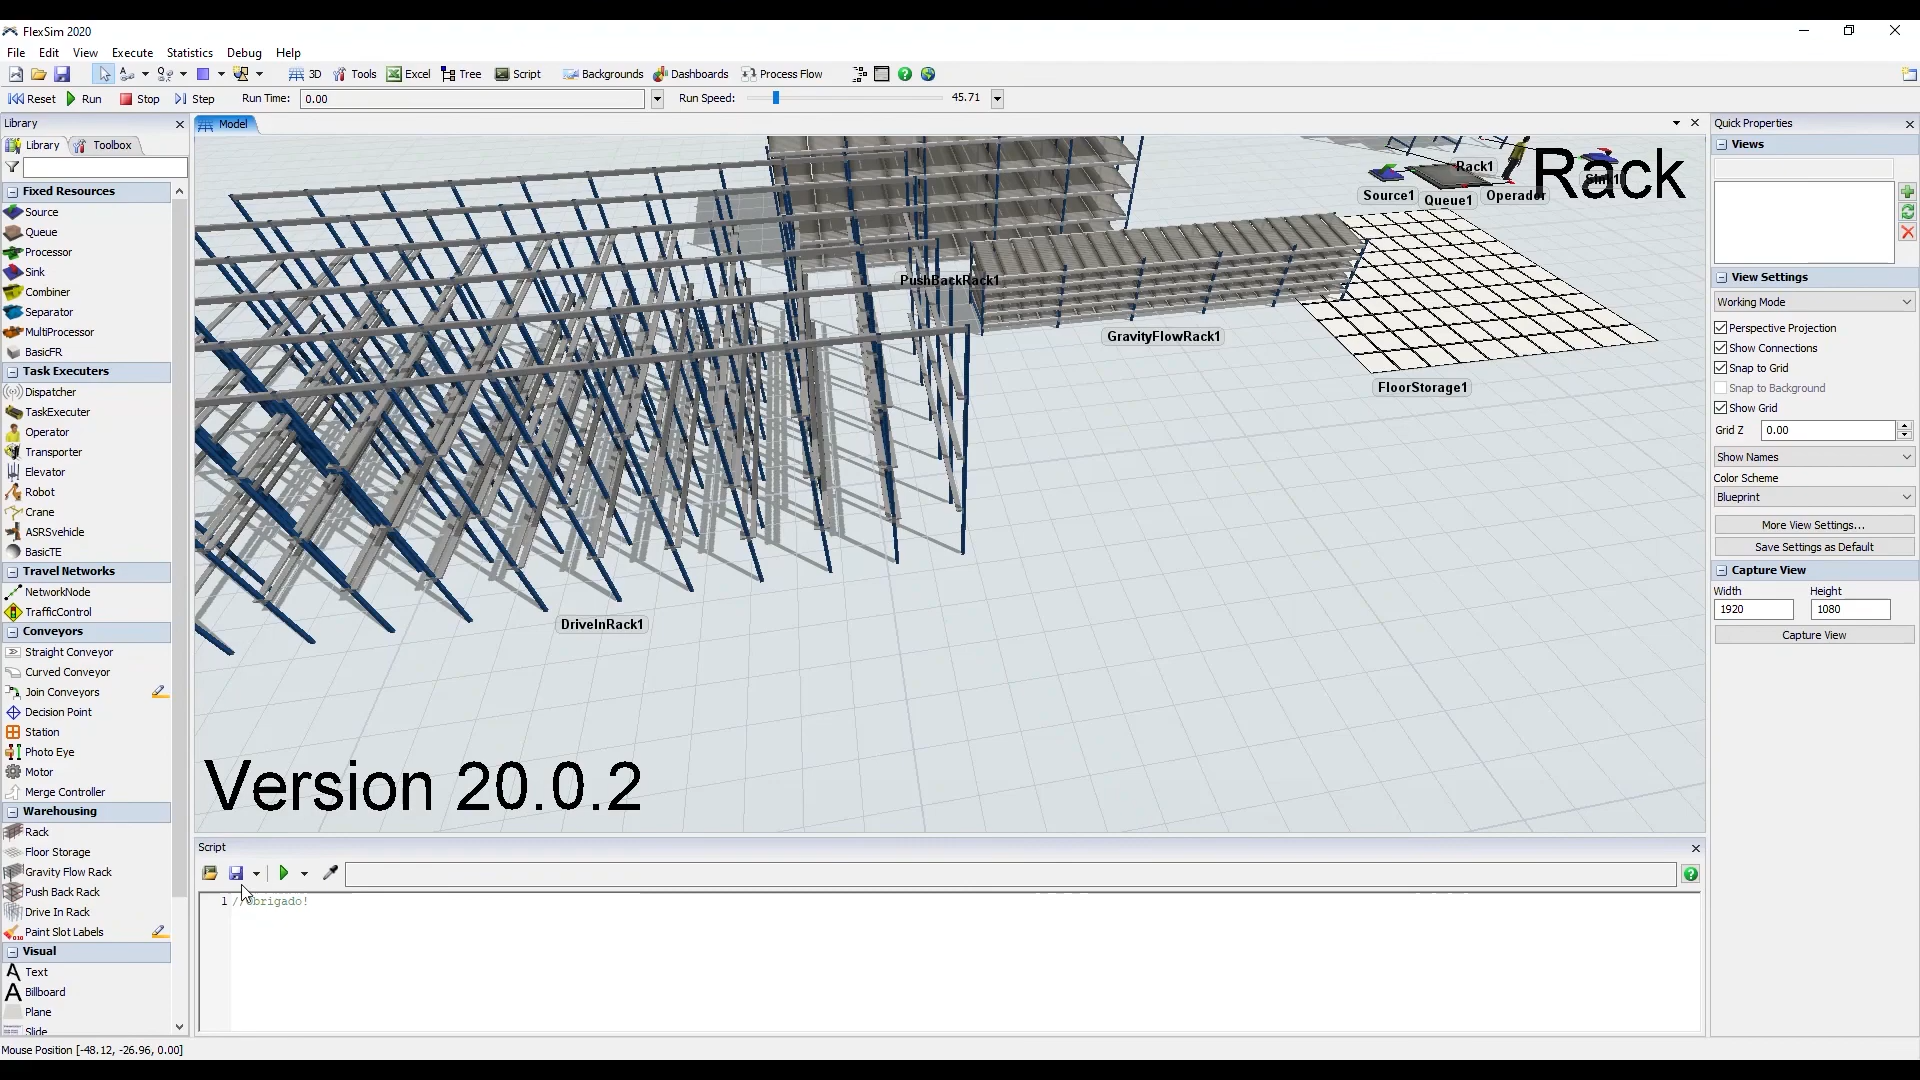 FlexSim 2020
File Edit View Execute Statistics Debug Help
3D Tools Excel Tree Script Backgrounds Dashboards Process Flow
Reset Run Stop Step Run Time: 0.00 Run Speed: 45.71
Library
Library Toolbox
Fixed Resources
Source
Queue
Processor
Sink
Combiner
Separator
MultiProcessor
BasicFR
Task Executers
Dispatcher
TaskExecuter
Operator
Transporter
Elevator
Robot
Crane
ASRSvehicle
BasicTE
Travel Networks
NetworkNode
TrafficControl
Conveyors
Straight Conveyor
Curved Conveyor
Join Conveyors
Decision Point
Station
Photo Eye
Motor
Merge Controller
Warehousing
Rack
Floor Storage
Gravity Flow Rack
Push Back Rack
Drive In Rack
Paint Slot Labels
Visual
Text
Billboard
Plane
Slide
Model
Rack
Rack1
Source1
Queue1
Operador
PushBackRack1
GravityFlowRack1
FloorStorage1
DriveInRack1
Version 20.0.2
Script
1 //Obrigado!
Quick Properties
Views
View Settings
Working Mode
Perspective Projection
Show Connections
Snap to Grid
Snap to Background
Show Grid
Grid Z 0.00
Show Names
Color Scheme
Blueprint
More View Settings...
Save Settings as Default
Capture View
Width Height
1920 1080
Capture View
Mouse Position [-48.12, -26.96, 0.00]